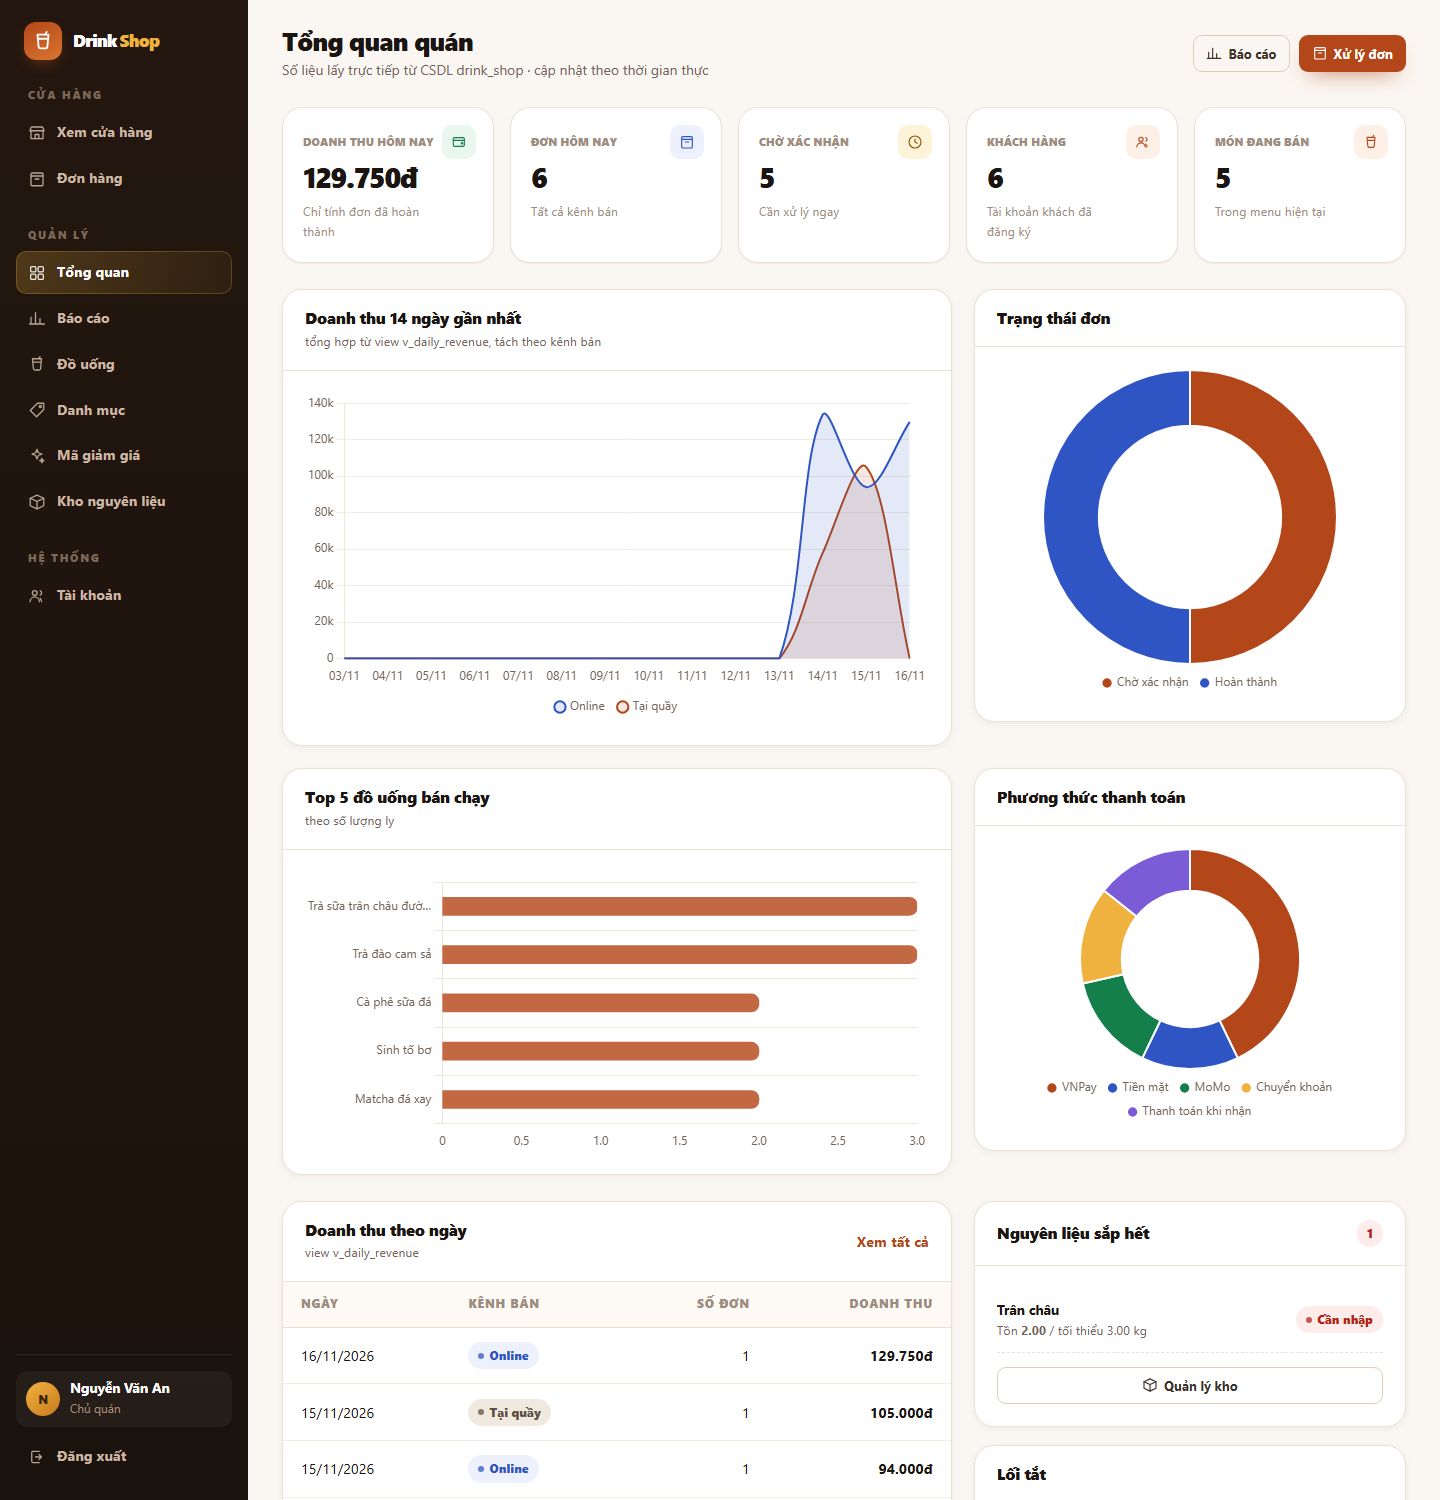 DrinkShop
CỬA HÀNG
Xem cửa hàng
Đơn hàng
QUẢN LÝ
Tổng quan
Báo cáo
Đồ uống
Danh mục
Mã giảm giá
Kho nguyên liệu
HỆ THỐNG
Tài khoản
N
Nguyễn Văn An
Chủ quán
Đăng xuất
Tổng quan quán
Số liệu lấy trực tiếp từ CSDL drink_shop · cập nhật theo thời gian thực
Báo cáo
Xử lý đơn
DOANH THU HÔM NAY
129.750đ
Chỉ tính đơn đã hoàn
thành
ĐƠN HÔM NAY
6
Tất cả kênh bán
CHỜ XÁC NHẬN
5
Cần xử lý ngay
KHÁCH HÀNG
6
Tài khoản khách đã
đăng ký
MÓN ĐANG BÁN
5
Trong menu hiện tại
Doanh thu 14 ngày gần nhất
tổng hợp từ view v_daily_revenue, tách theo kênh bán
140k
120k
100k
80k
60k
40k
20k
0
03/11 04/11 05/11 06/11 07/11 08/11 09/11 10/11 11/11 12/11 13/11 14/11 15/11 16/11
Online Tại quầy
Trạng thái đơn
Chờ xác nhận Hoàn thành
Top 5 đồ uống bán chạy
theo số lượng ly
Trà sữa trân châu đườ...
Trà đào cam sả
Cà phê sữa đá
Sinh tố bơ
Matcha đá xay
0 0.5 1.0 1.5 2.0 2.5 3.0
Phương thức thanh toán
VNPay Tiền mặt MoMo Chuyển khoản
Thanh toán khi nhận
Doanh thu theo ngày
view v_daily_revenue
Xem tất cả
NGÀY KÊNH BÁN SỐ ĐƠN DOANH THU
16/11/2026 Online 1 129.750đ
15/11/2026 Tại quầy 1 105.000đ
15/11/2026 Online 1 94.000đ
Nguyên liệu sắp hết
1
Trân châu
Tồn 2.00 / tối thiểu 3.00 kg
Cần nhập
Quản lý kho
Lối tắt